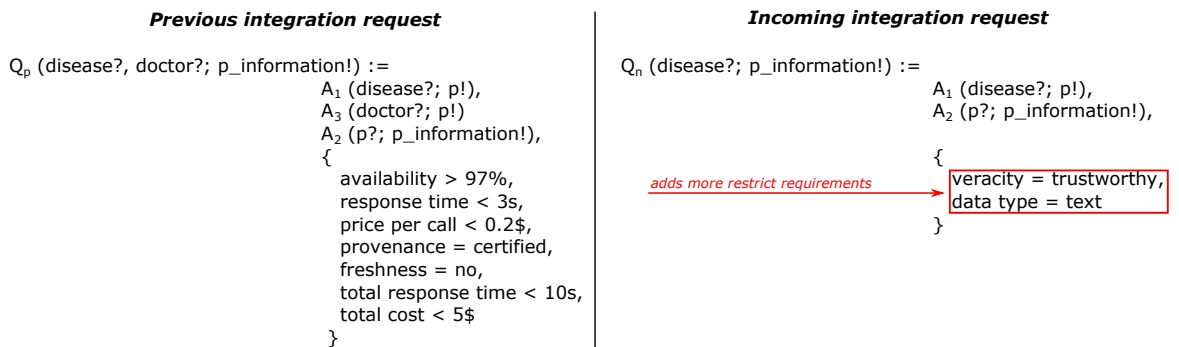 Previous integration request
Qp (disease?, doctor?; p_information!) :=
A1 (disease?; p!),
A3 (doctor?; p!)
A2 (p?; p_information!),
{
availability > 97%,
response time < 3s,
price per call < 0.2$,
provenance = certified,
freshness = no,
total response time < 10s,
total cost < 5$
}
Incoming integration request
Qn (disease?; p_information!) :=
A1 (disease?; p!),
A2 (p?; p_information!),
{
adds more restrict requirements
veracity = trustworthy,
data type = text
}